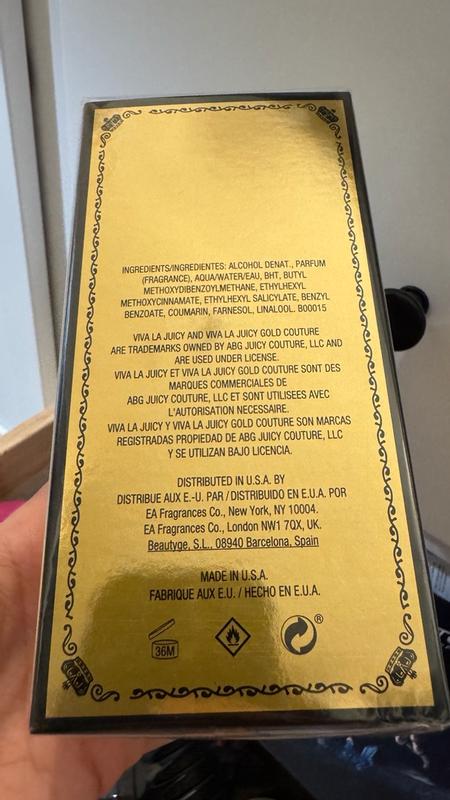 INGREDIENTS/INGREDIENTES: ALCOHOL DENAT., PARFUM
(FRAGRANCE), AQUA/WATER/EAU, BHT, BUTYL
METHOXYDIBENZOYLMETHANE, ETHYLHEXYL
METHOXYCINNAMATE, ETHYLHEXYL SALICYLATE, BENZYL
BENZOATE, COUMARIN, FARNESOL, LINALOOL. B00015
VIVA LA JUICY AND VIVA LA JUICY GOLD COUTURE
ARE TRADEMARKS OWNED BY ABG JUICY COUTURE, LLC AND
ARE USED UNDER LICENSE.
VIVA LA JUICY ET VIVA LA JUICY GOLD COUTURE SONT DES
MARQUES COMMERCIALES DE
ABG JUICY COUTURE, LLC ET SONT UTILISEES AVEC
L'AUTORISATION NECESSAIRE.
VIVA LA JUICY Y VIVA LA JUICY GOLD COUTURE SON MARCAS
REGISTRADAS PROPIEDAD DE ABG JUICY COUTURE, LLC
Y SE UTILIZAN BAJO LICENCIA.
DISTRIBUTED IN U.S.A. BY
DISTRIBUE AUX E.-U. PAR / DISTRIBUIDO EN E.U.A. POR
EA Fragrances Co., New York, NY 10004.
EA Fragrances Co., London NW1 7QX, UK.
Beautyge, S.L., 08940 Barcelona, Spain
MADE IN U.S.A.
FABRIQUE AUX E.U. / HECHO EN E.U.A.
36M
®